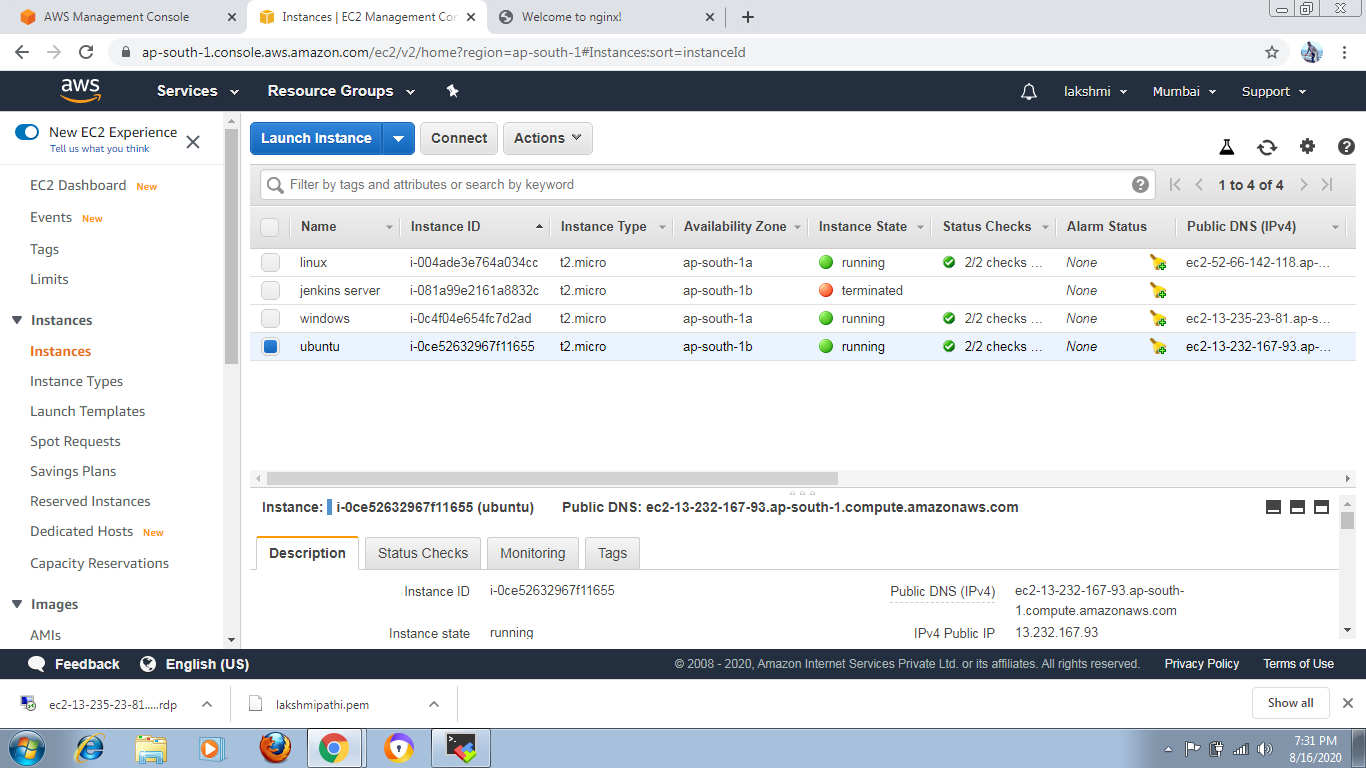 AWS Management Console
Instances | EC2 Management Con
Welcome to nginx!
ap-south-1.console.aws.amazon.com/ec2/v2/home?region=ap-south-1#Instances:sort=instanceId
aws Services Resource Groups lakshmi Mumbai Support
New EC2 Experience
Tell us what you think
EC2 Dashboard New
Events New
Tags
Limits
Instances
Instances
Instance Types
Launch Templates
Spot Requests
Savings Plans
Reserved Instances
Dedicated Hosts New
Capacity Reservations
Images
AMIs
Launch Instance Connect Actions
Filter by tags and attributes or search by keyword
1 to 4 of 4
Name Instance ID Instance Type Availability Zone Instance State Status Checks Alarm Status Public DNS (IPv4)
linux i-004ade3e764a034cc t2.micro ap-south-1a running 2/2 checks ... None ec2-52-66-142-118.ap-...
jenkins server i-081a99e2161a8832c t2.micro ap-south-1b terminated None
windows i-0c4f04e654fc7d2ad t2.micro ap-south-1a running 2/2 checks ... None ec2-13-235-23-81.ap-s...
ubuntu i-0ce52632967f11655 t2.micro ap-south-1b running 2/2 checks ... None ec2-13-232-167-93.ap-...
Instance: i-0ce52632967f11655 (ubuntu) Public DNS: ec2-13-232-167-93.ap-south-1.compute.amazonaws.com
Description Status Checks Monitoring Tags
Instance ID i-0ce52632967f11655
Public DNS (IPv4) ec2-13-232-167-93.ap-south-
1.compute.amazonaws.com
Instance state running
IPv4 Public IP 13.232.167.93
Feedback English (US)
© 2008 - 2020, Amazon Internet Services Private Ltd. or its affiliates. All rights reserved. Privacy Policy Terms of Use
ec2-13-235-23-81.....rdp
lakshmipathi.pem
Show all
7:31 PM
8/16/2020